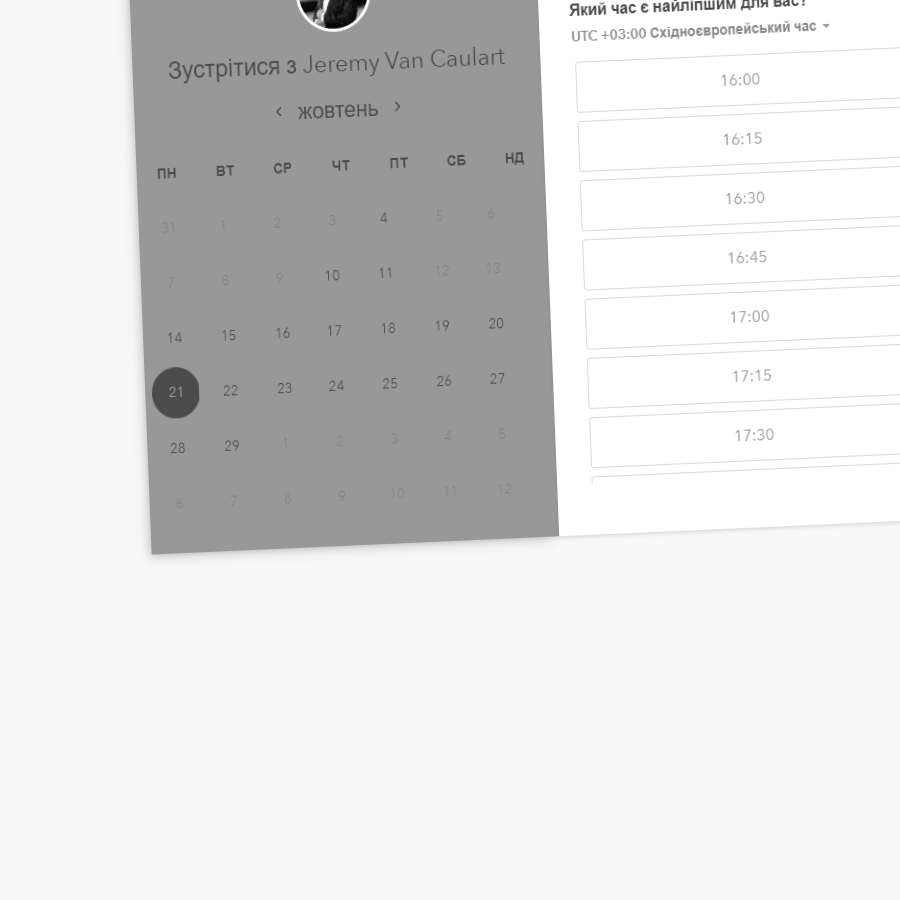 Зустрітися з Jeremy Van Caulart
‹ жовтень ›
ПН ВТ СР ЧТ ПТ СБ НД
31 1 2 3 4 5 6
7 8 9 10 11 12 13
14 15 16 17 18 19 20
21 22 23 24 25 26 27
28 29 1 2 3 4 5
6 7 8 9 10 11 12
Який час є найліпшим для вас?
UTC +03:00 Східноєвропейський час
16:00
16:15
16:30
16:45
17:00
17:15
17:30